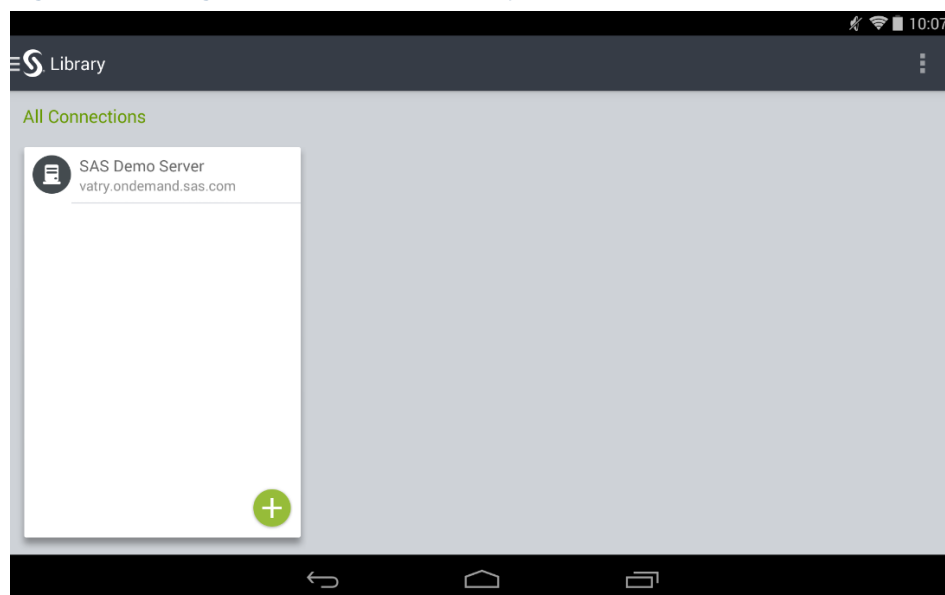 10:07
Library
All Connections
SAS Demo Server
vatry.ondemand.sas.com